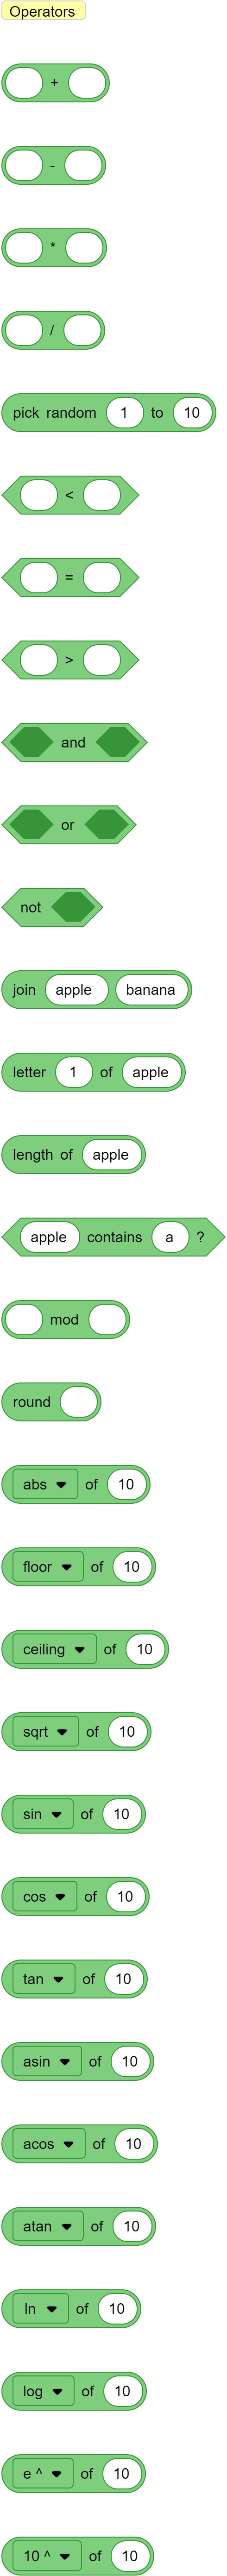 Operators
+
-
*
/
pick random 1 to 10
<
=
>
and
or
not
join apple banana
letter 1 of apple
length of apple
apple contains a ?
mod
round
abs of 10
floor of 10
ceiling of 10
sqrt of 10
sin of 10
cos of 10
tan of 10
asin of 10
acos of 10
atan of 10
ln of 10
log of 10
e ^ of 10
10 ^ of 10